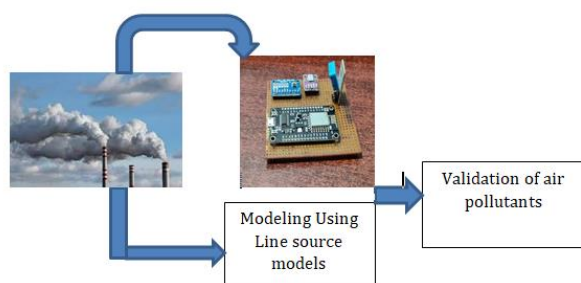 Modeling Using
Line source
models
Validation of air
pollutants